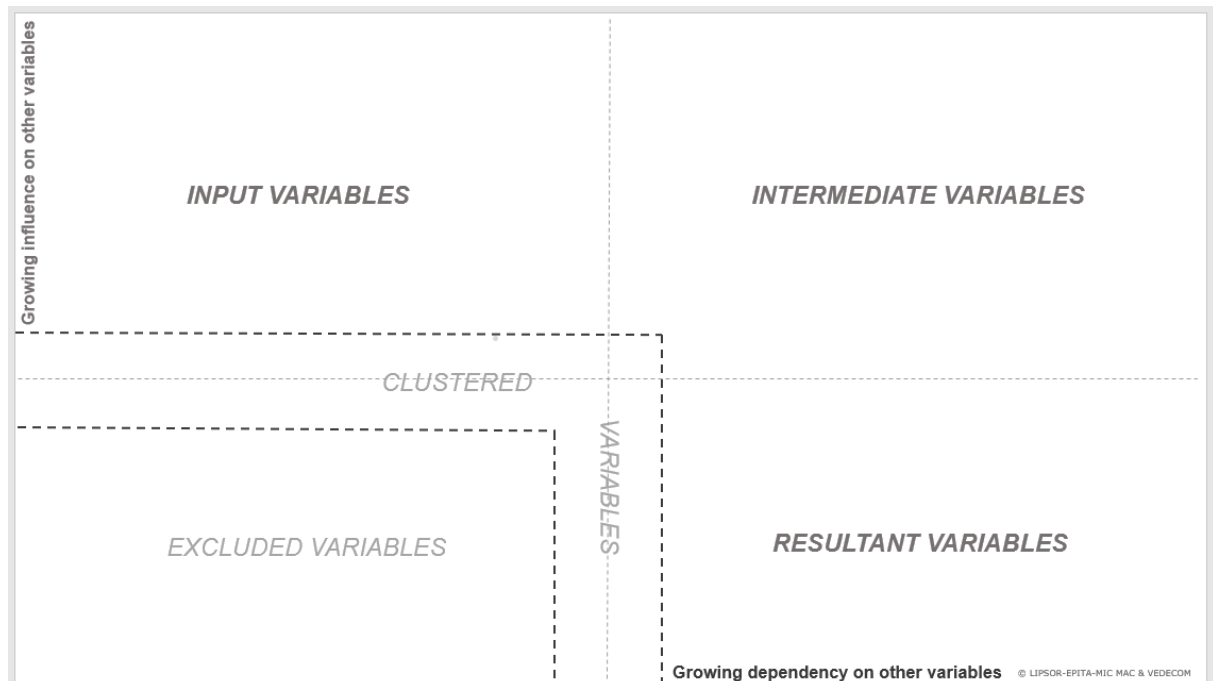 Growing influence on other variables
INPUT VARIABLES
INTERMEDIATE VARIABLES
CLUSTERED
VARIABLES
EXCLUDED VARIABLES
RESULTANT VARIABLES
Growing dependency on other variables
© LIPSOR-EPITA-MIC MAC & VEDECOM